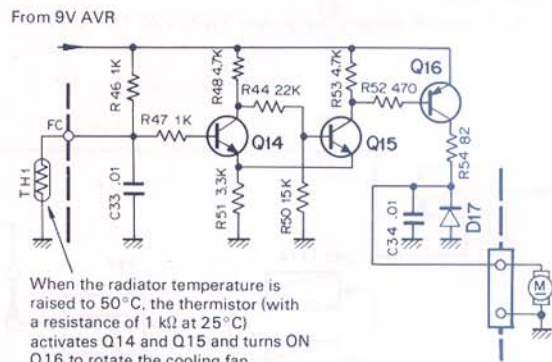 From 9V AVR
R46 1K
R48 4.7K
R44 22K
R53 4.7K
R52 470
Q16
FC
R47 1K
Q14
Q15
R54 82
TH1
C33 .01
R51 3.3K
R50 15K
C34 .01
D17
M
When the radiator temperature is
raised to 50°C, the thermistor (with
a resistance of 1 kΩ at 25°C)
activates Q14 and Q15 and turns ON
Q16 to rotate the cooling fan